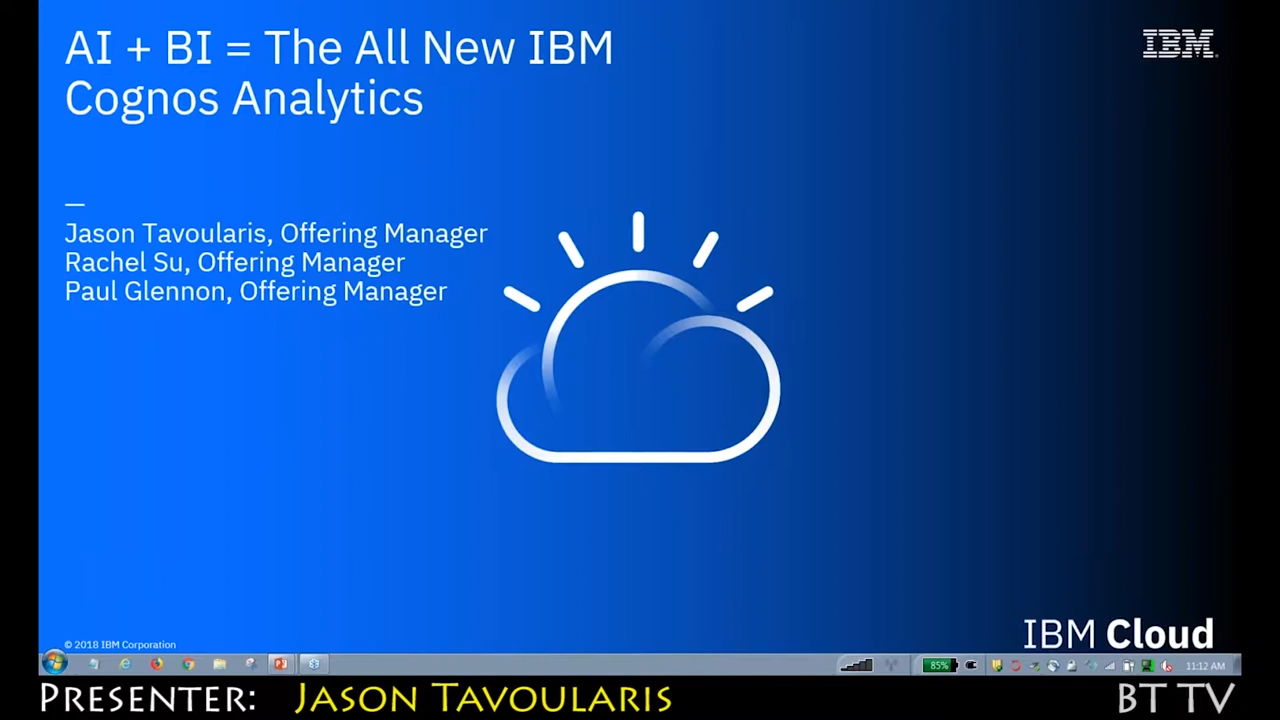 AI + BI = The All New IBM
Cognos Analytics
IBM
—
Jason Tavoularis, Offering Manager
Rachel Su, Offering Manager
Paul Glennon, Offering Manager
© 2018 IBM Corporation
IBM Cloud
85%
11:12 AM
PRESENTER: JASON TAVOULARIS
BT TV